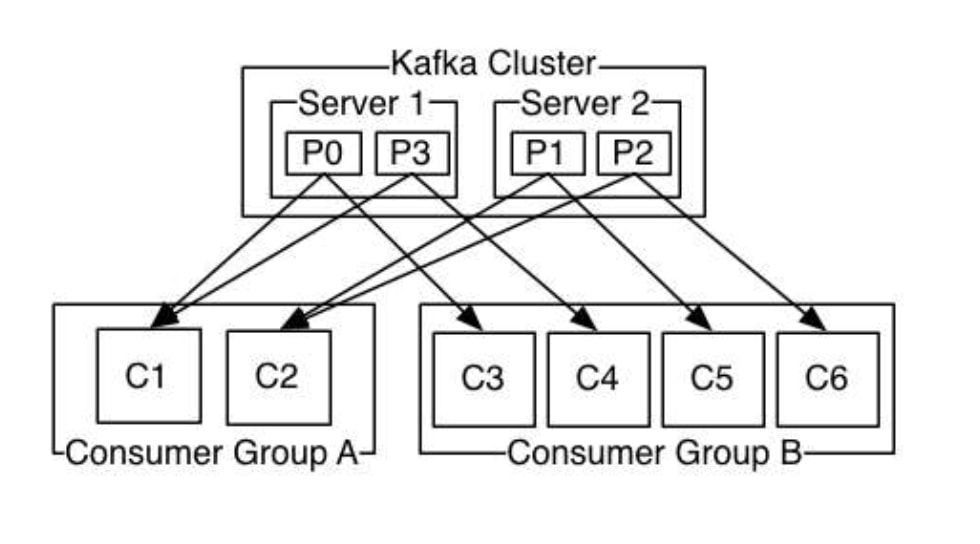 Kafka Cluster
Server 1 Server 2
P0 P3 P1 P2
C1 C2 C3 C4 C5 C6
Consumer Group A Consumer Group B